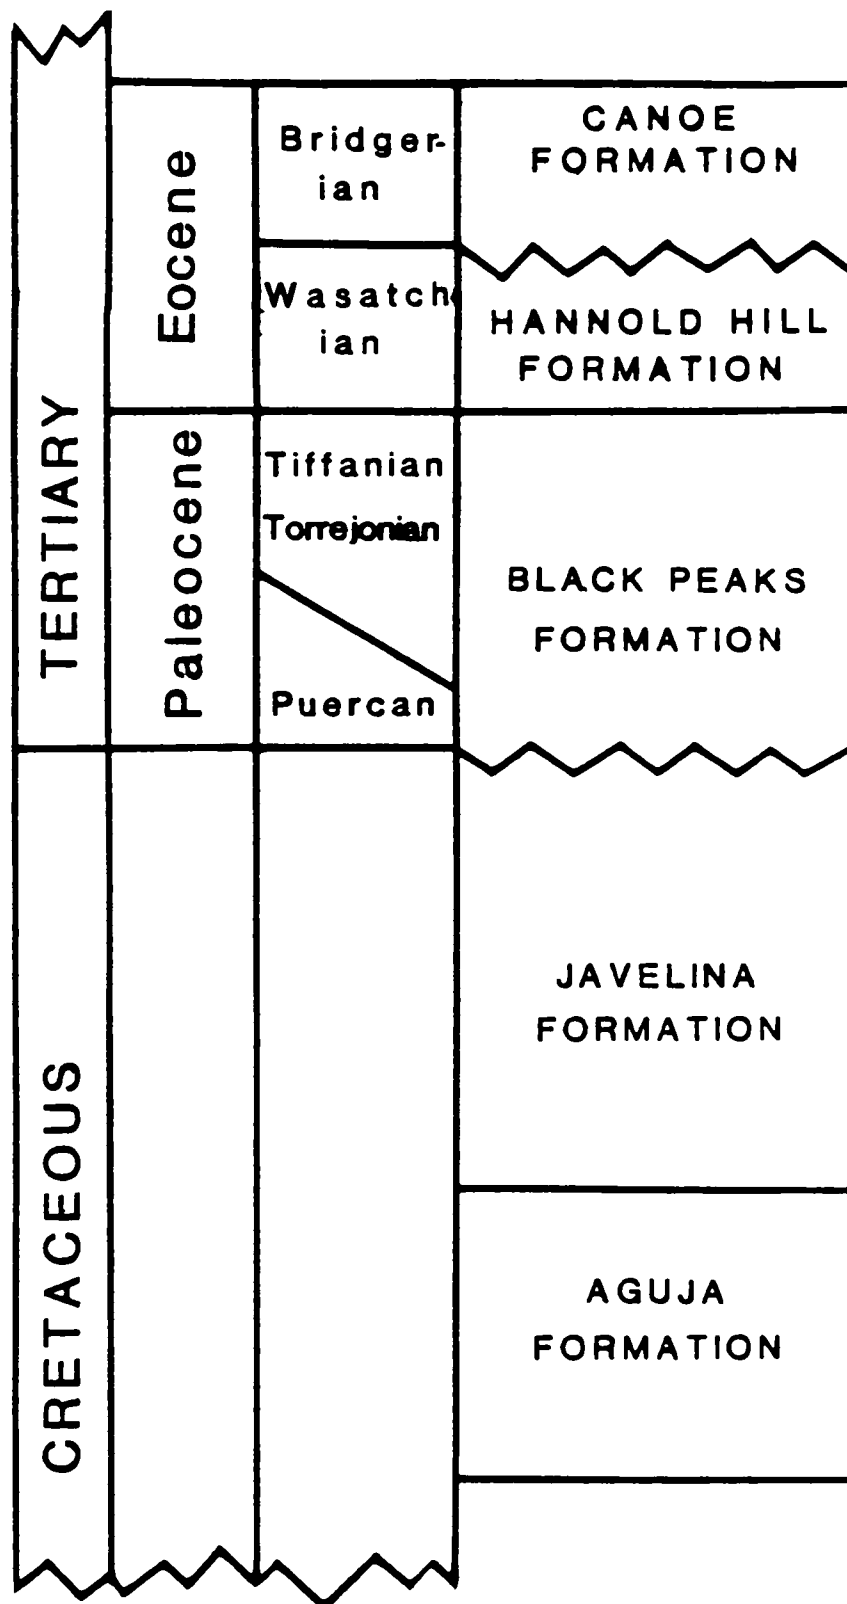 TERTIARY
CRETACEOUS
Eocene
Paleocene
Bridger-
ian
Wasatch
ian
Tiffanian
Torrejonian
Puercan
CANOE
FORMATION
HANNOLD HILL
FORMATION
BLACK PEAKS
FORMATION
JAVELINA
FORMATION
AGUJA
FORMATION